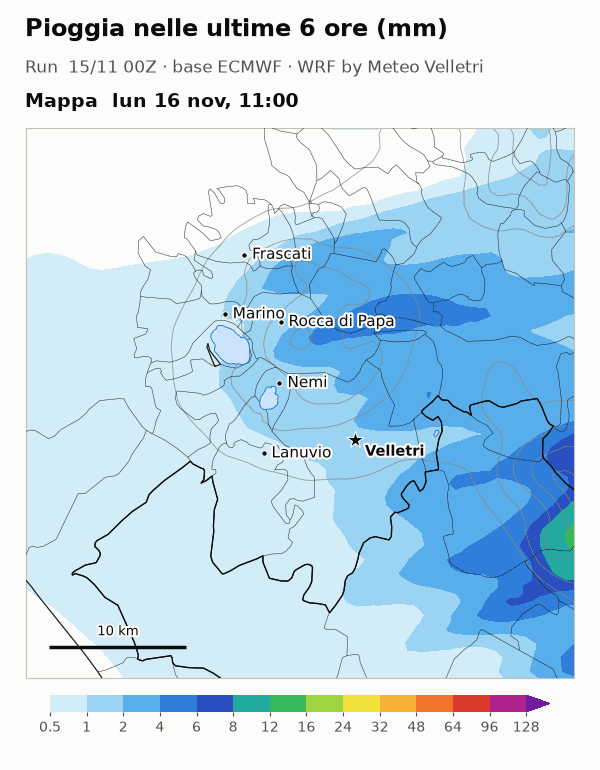 Pioggia nelle ultime 6 ore (mm)
Run  15/11 00Z · base ECMWF · WRF by Meteo Velletri
Mappa  lun 16 nov, 11:00
Frascati
Marino
Rocca di Papa
Nemi
Velletri
Lanuvio
10 km
0.5 1 2 4 6 8 12 16 24 32 48 64 96 128